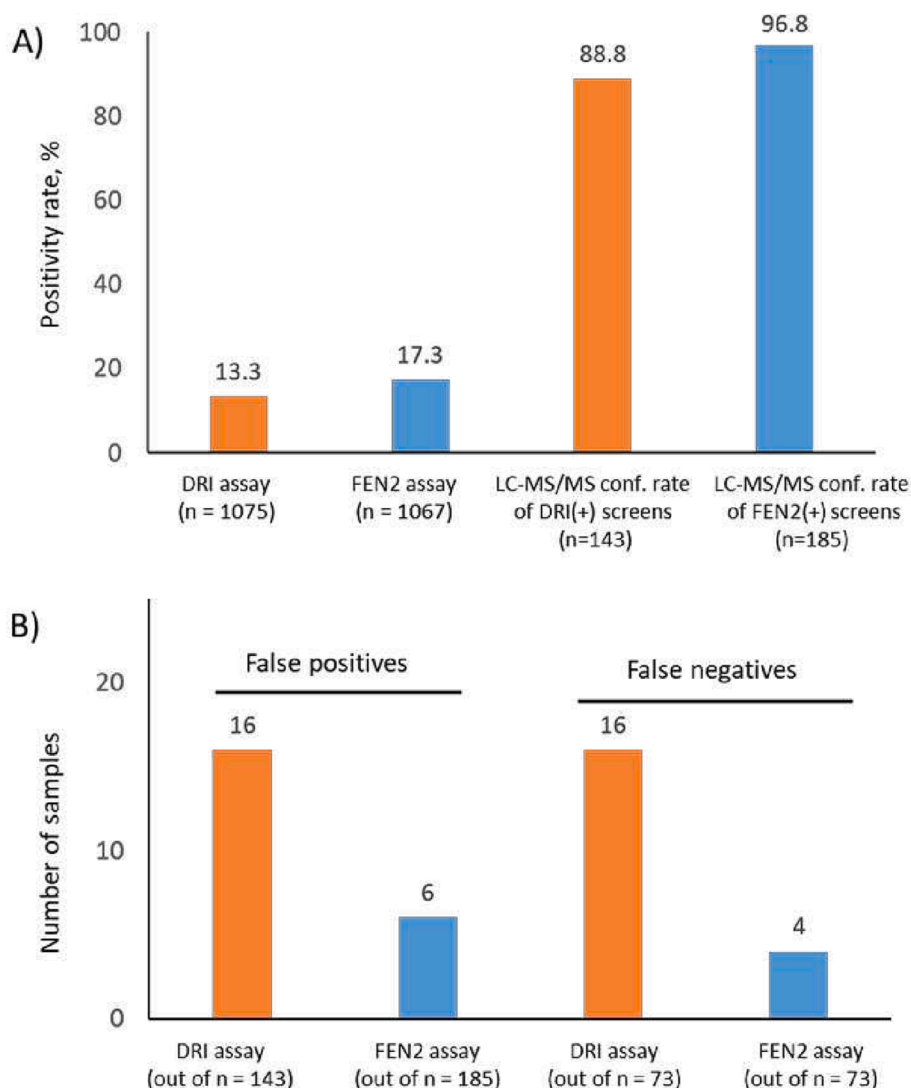 A)
Positivity rate, %
100
80
60
40
20
0
13.3
17.3
88.8
96.8
DRI assay
(n = 1075)
FEN2 assay
(n = 1067)
LC-MS/MS conf. rate
of DRI(+) screens
(n=143)
LC-MS/MS conf. rate
of FEN2(+) screens
(n=185)
B)
Number of samples
20
10
0
False positives
False negatives
16
6
16
4
DRI assay
(out of n = 143)
FEN2 assay
(out of n = 185)
DRI assay
(out of n = 73)
FEN2 assay
(out of n = 73)